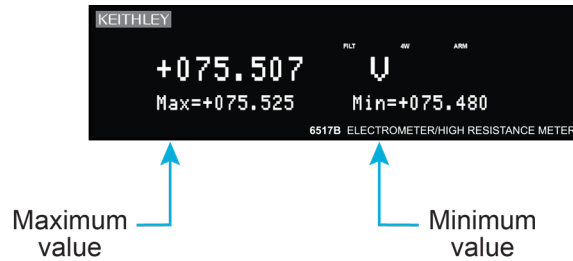 KEITHLEY
FILT 4W ARM
+075.507 V
Max=+075.525 Min=+075.480
6517B ELECTROMETER/HIGH RESISTANCE METER
Maximum value
Minimum value